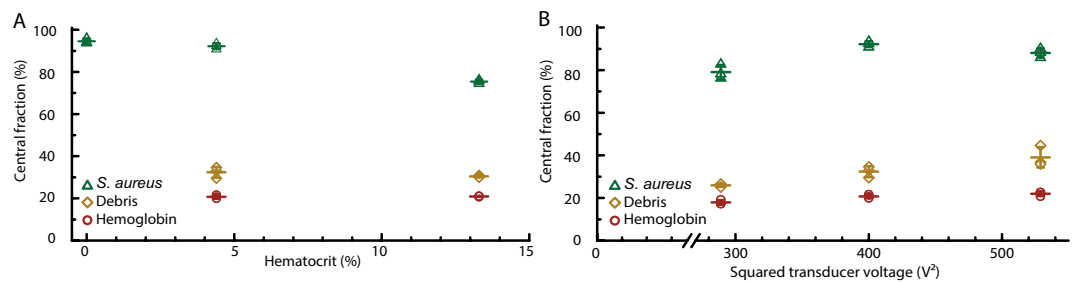 A
Central fraction (%)
100
80
60
40
20
0
S. aureus
Debris
Hemoglobin
0
5
10
15
Hematocrit (%)
B
Central fraction (%)
100
80
60
40
20
0
S. aureus
Debris
Hemoglobin
0
300
400
500
Squared transducer voltage (V²)